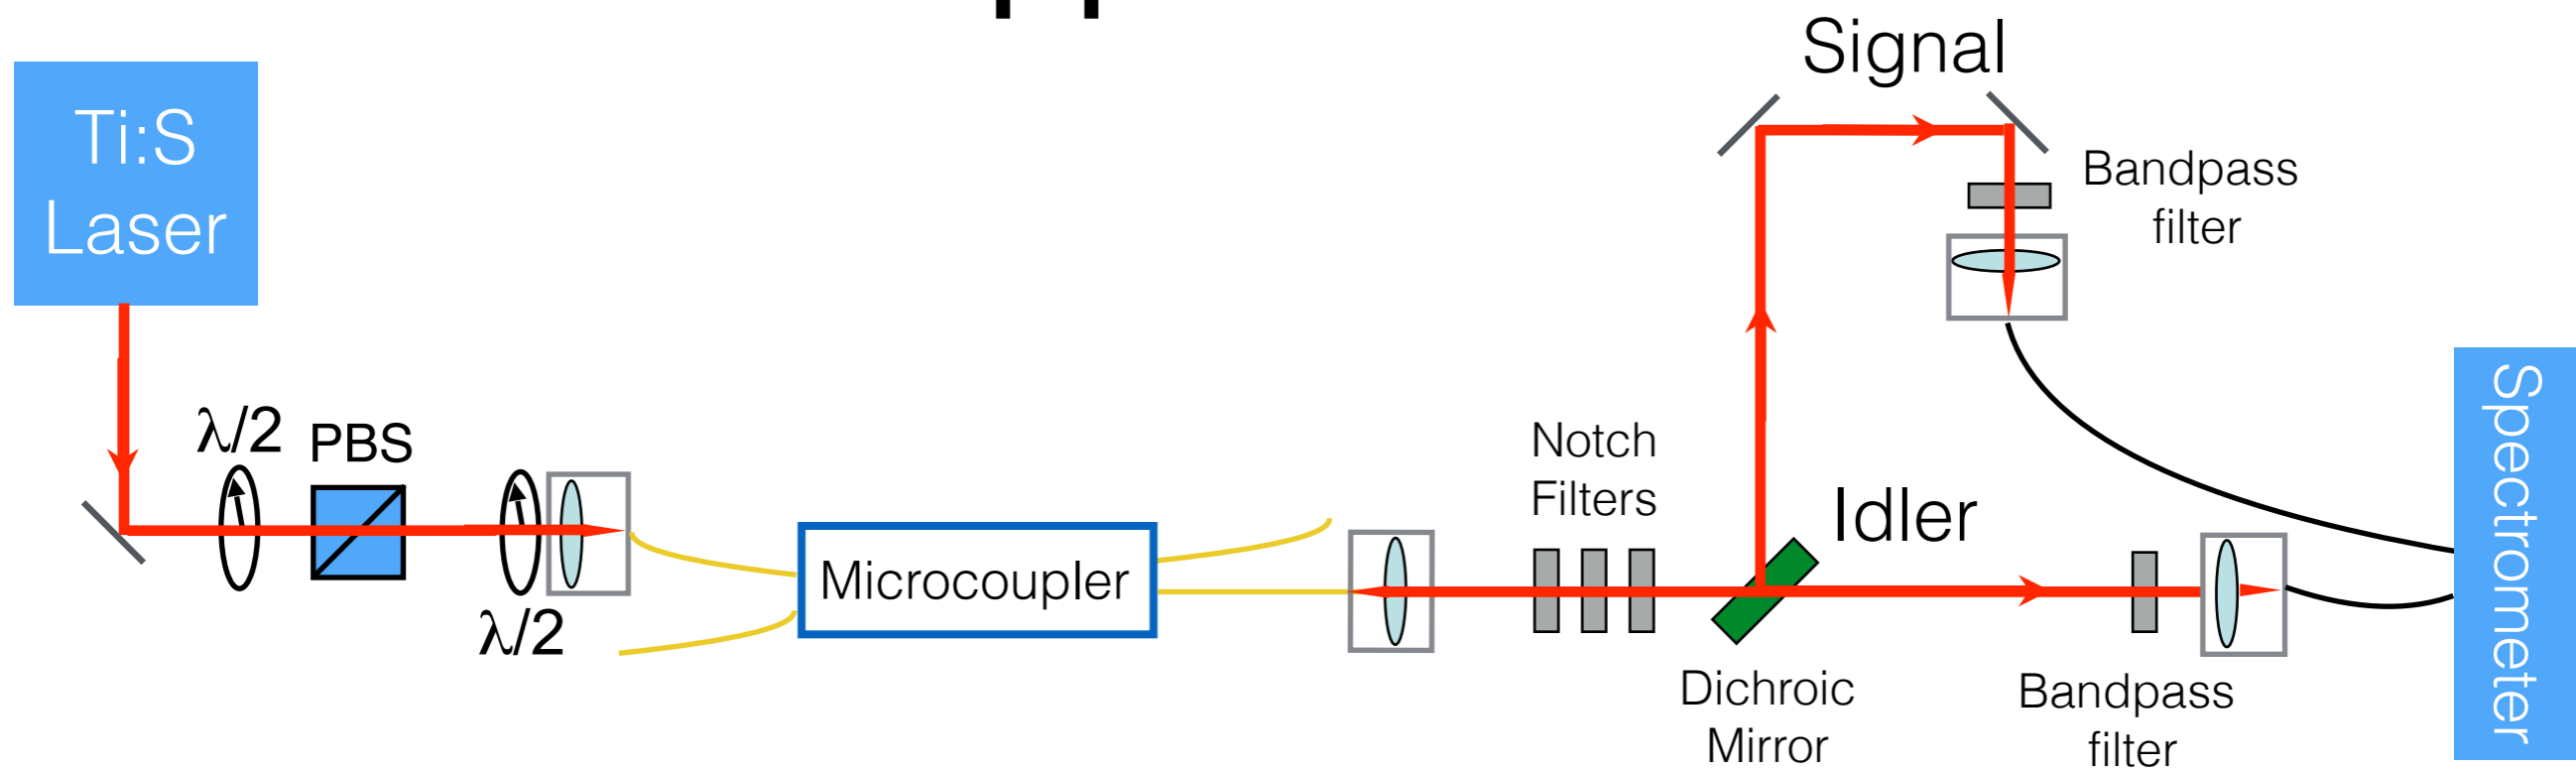 Signal
Ti:S
Laser
Bandpass
filter
λ/2
PBS
λ/2
Microcoupler
Notch
Filters
Idler
Dichroic
Mirror
Bandpass
filter
Spectrometer